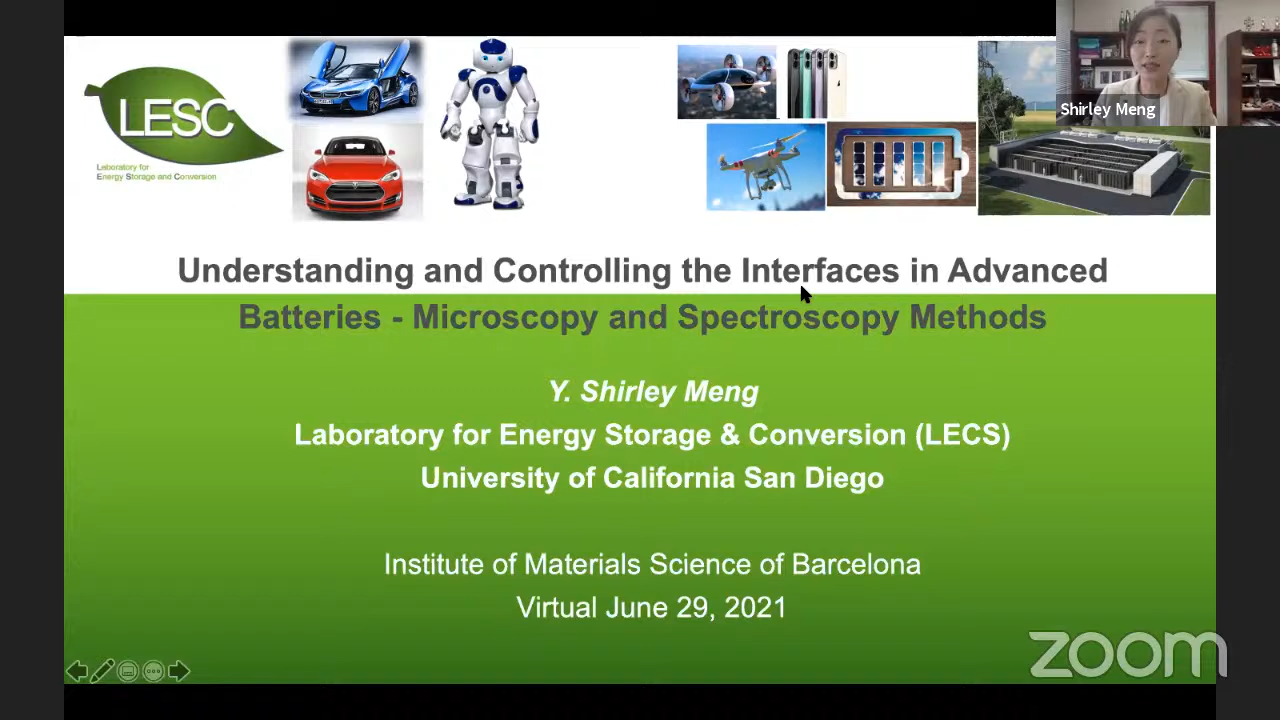 LESC
Laboratory for
Energy Storage and Conversion
Shirley Meng
Understanding and Controlling the Interfaces in Advanced
Batteries - Microscopy and Spectroscopy Methods
Y. Shirley Meng
Laboratory for Energy Storage & Conversion (LECS)
University of California San Diego
Institute of Materials Science of Barcelona
Virtual June 29, 2021
zoom